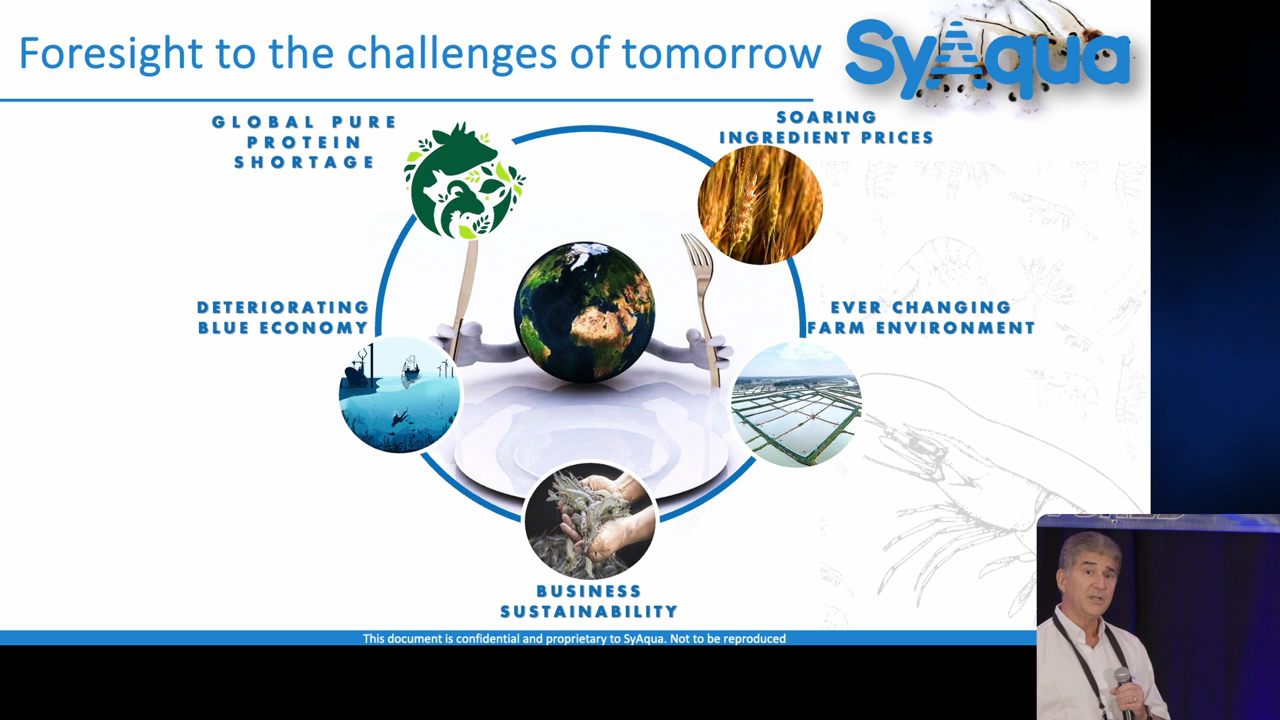 Foresight to the challenges of tomorrow
SyAqua
GLOBAL PURE
PROTEIN
SHORTAGE
SOARING
INGREDIENT PRICES
DETERIORATING
BLUE ECONOMY
EVER CHANGING
FARM ENVIRONMENT
BUSINESS
SUSTAINABILITY
This document is confidential and proprietary to SyAqua. Not to be reproduced